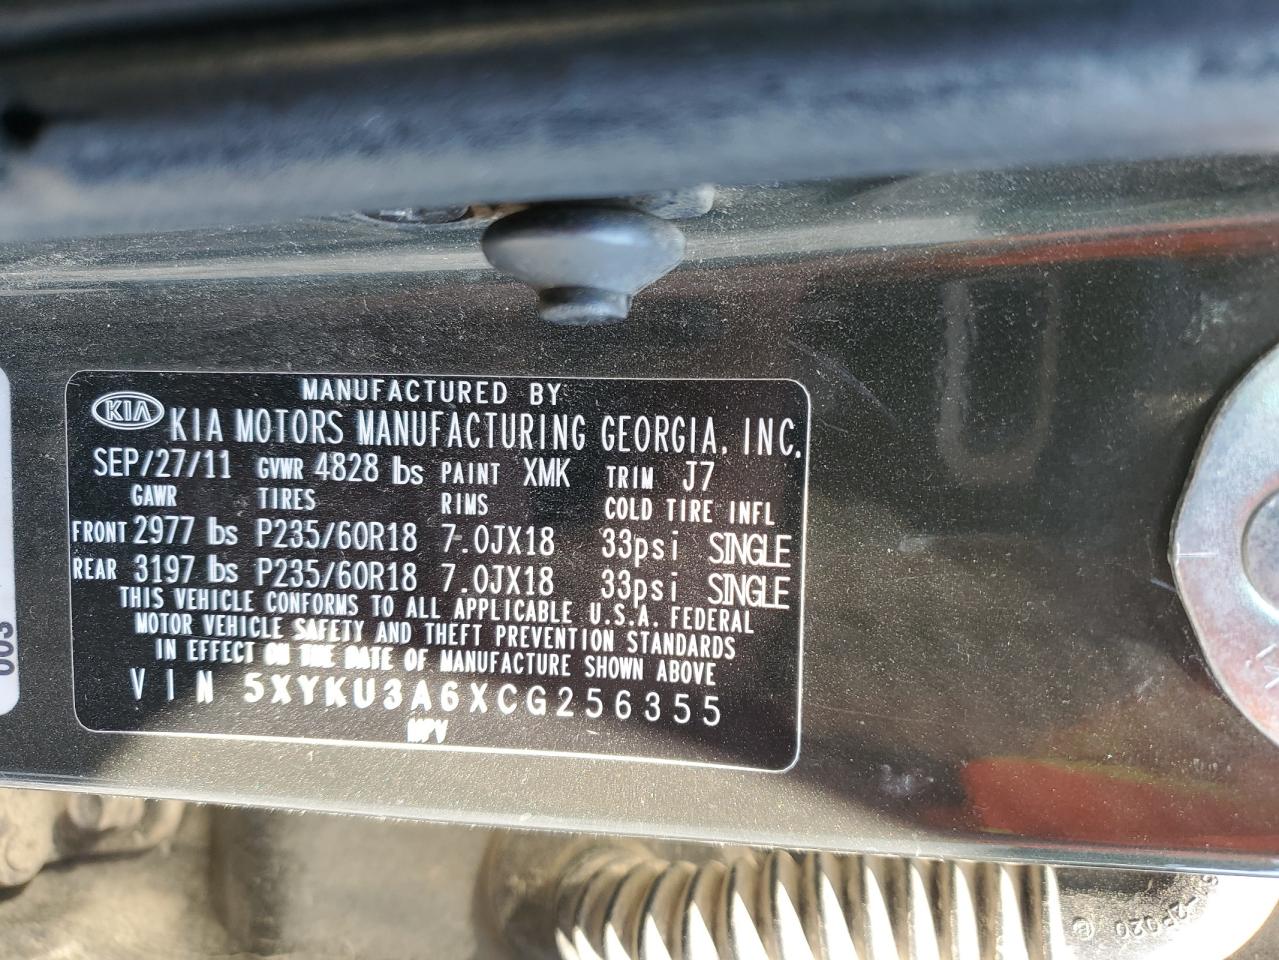 MANUFACTURED BY
KIA KIA MOTORS MANUFACTURING GEORGIA, INC.
SEP/27/11 GVWR 4828 lbs PAINT XMK TRIM J7
GAWR TIRES RIMS COLD TIRE INFL
FRONT 2977 lbs P235/60R18 7.0JX18 33psi SINGLE
REAR 3197 lbs P235/60R18 7.0JX18 33psi SINGLE
THIS VEHICLE CONFORMS TO ALL APPLICABLE U.S.A. FEDERAL
MOTOR VEHICLE SAFETY AND THEFT PREVENTION STANDARDS
IN EFFECT ON THE DATE OF MANUFACTURE SHOWN ABOVE
VIN 5XYKU3A6XCG256355
MPV
003